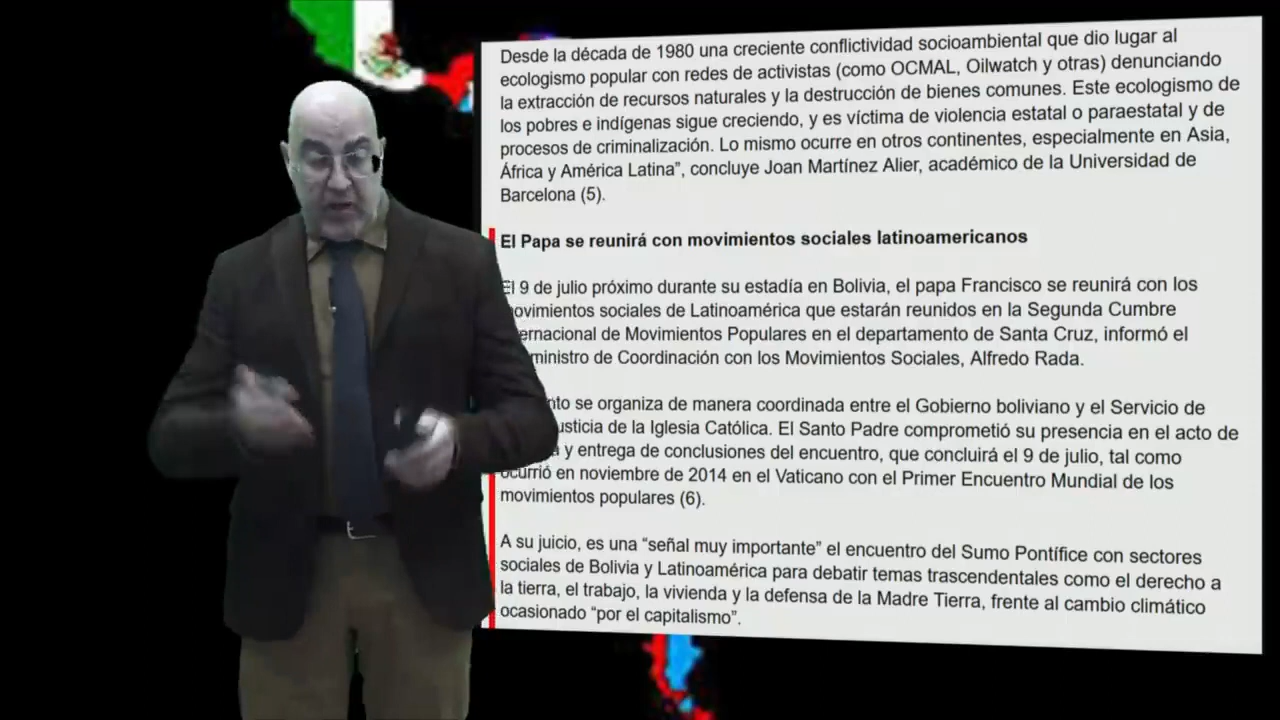 Desde la década de 1980 una creciente conflictividad socioambiental que dio lugar al
ecologismo popular con redes de activistas (como OCMAL, Oilwatch y otras) denunciando
la extracción de recursos naturales y la destrucción de bienes comunes. Este ecologismo de
los pobres e indígenas sigue creciendo, y es víctima de violencia estatal o paraestatal y de
procesos de criminalización. Lo mismo ocurre en otros continentes, especialmente en Asia,
África y América Latina”, concluye Joan Martínez Alier, académico de la Universidad de
Barcelona (5).
El Papa se reunirá con movimientos sociales latinoamericanos
El 9 de julio próximo durante su estadía en Bolivia, el papa Francisco se reunirá con los
movimientos sociales de Latinoamérica que estarán reunidos en la Segunda Cumbre
ernacional de Movimientos Populares en el departamento de Santa Cruz, informó el
ministro de Coordinación con los Movimientos Sociales, Alfredo Rada.
nto se organiza de manera coordinada entre el Gobierno boliviano y el Servicio de
usticia de la Iglesia Católica. El Santo Padre comprometió su presencia en el acto de
y entrega de conclusiones del encuentro, que concluirá el 9 de julio, tal como
ocurrió en noviembre de 2014 en el Vaticano con el Primer Encuentro Mundial de los
movimientos populares (6).
A su juicio, es una “señal muy importante” el encuentro del Sumo Pontífice con sectores
sociales de Bolivia y Latinoamérica para debatir temas trascendentales como el derecho a
la tierra, el trabajo, la vivienda y la defensa de la Madre Tierra, frente al cambio climático
ocasionado “por el capitalismo”.